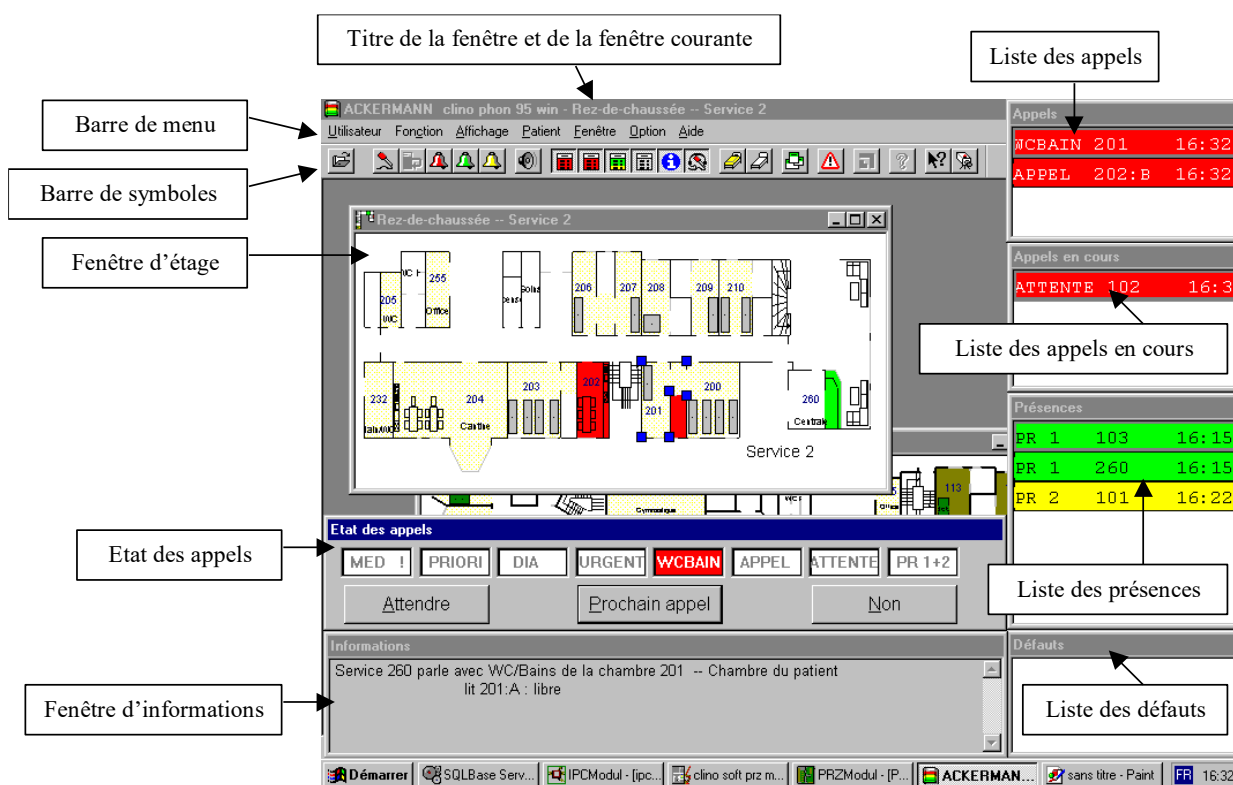 Titre de la fenêtre et de la fenêtre courante
Liste des appels
Barre de menu
Barre de symboles
Fenêtre d'étage
Etat des appels
Fenêtre d'informations
ACKERMANN clino phon 95 win - Rez-de-chaussée -- Service 2
Utilisateur Fonction Affichage Patient Fenêtre Option Aide
Rez-de-chaussée -- Service 2
WC
255
205
WC
Office
Soins
206
207
208
209
210
232
204
Cantine
203
202
201
200
260
Centrale
Service 2
113
Gymnastique
Etat des appels
MED ! PRIORI DIA URGENT WCBAIN APPEL ATTENTE PR 1+2
Attendre Prochain appel Non
Informations
Service 260 parle avec WC/Bains de la chambre 201 -- Chambre du patient
lit 201:A : libre
Appels
WCBAIN 201 16:32
APPEL 202:B 16:32
Appels en cours
ATTENTE 102 16:3
Liste des appels en cours
Présences
PR 1 103 16:15
PR 1 260 16:15
PR 2 101 16:22
Liste des présences
Défauts
Liste des défauts
Démarrer SQLBase Serv... IPCModul - [ipc... clino soft prz m... PRZModul - [P... ACKERMAN... sans titre - Paint FR 16:32